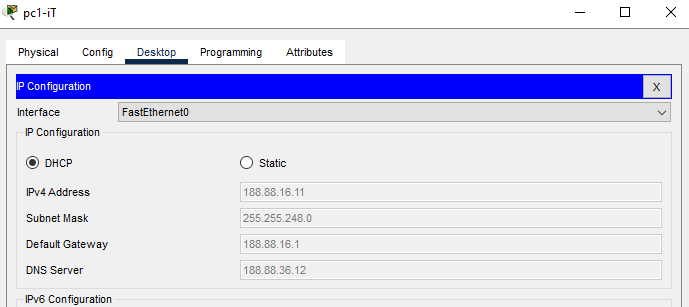 pc1-iT
Physical Config Desktop Programming Attributes
IP Configuration X
Interface FastEthernet0
IP Configuration
DHCP Static
IPv4 Address 188.88.16.11
Subnet Mask 255.255.248.0
Default Gateway 188.88.16.1
DNS Server 188.88.36.12
IPv6 Configuration